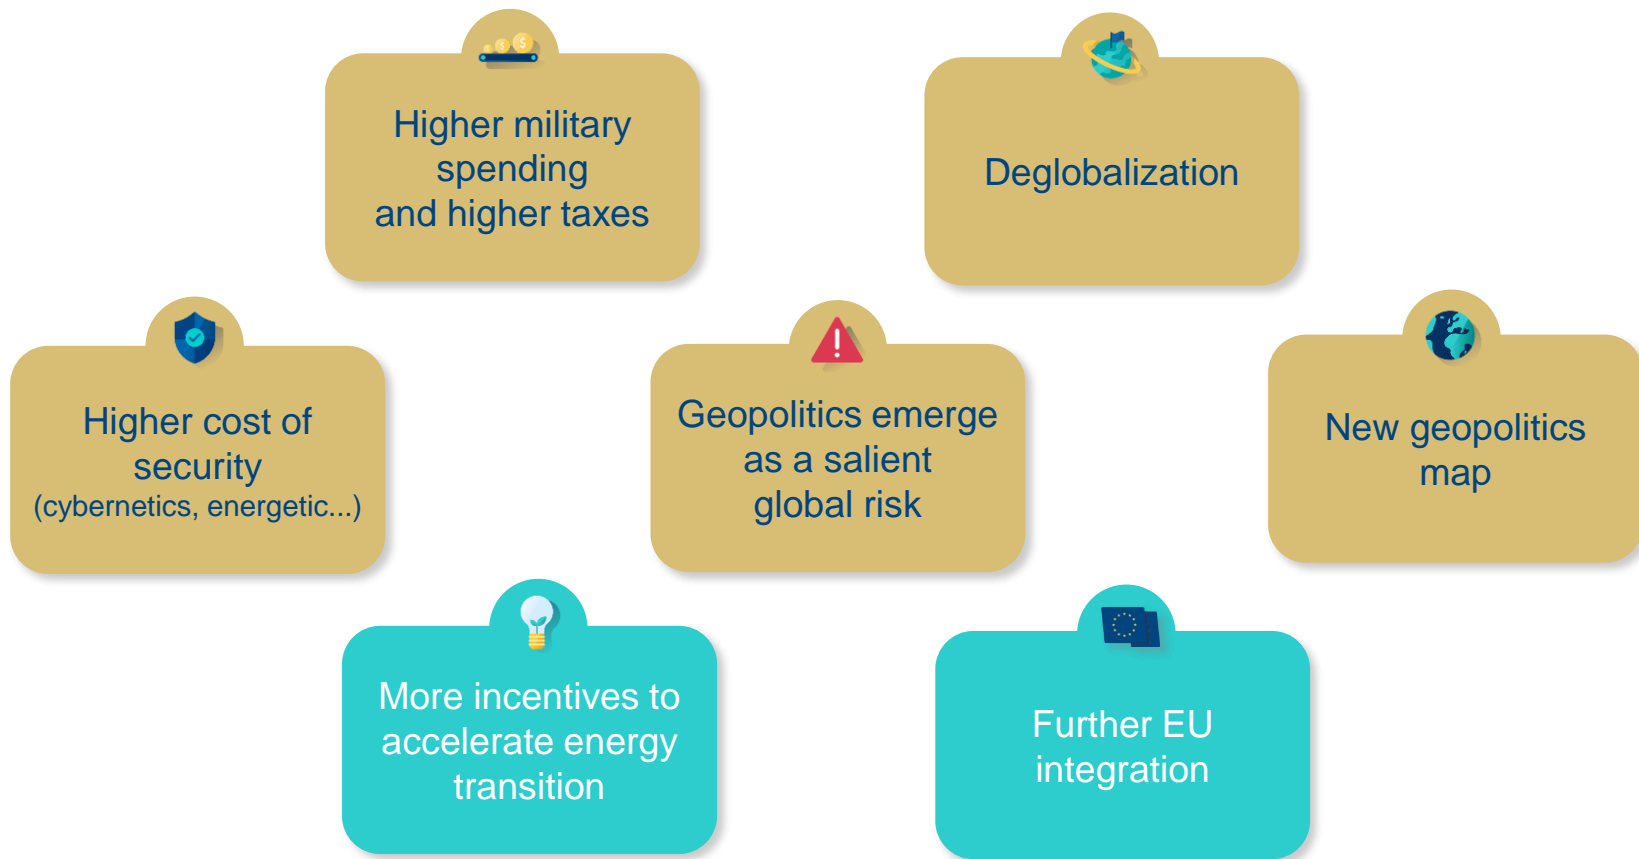 Higher military
spending
and higher taxes
Deglobalization
Higher cost of
security
(cybernetics, energetic...)
Geopolitics emerge
as a salient
global risk
New geopolitics
map
More incentives to
accelerate energy
transition
Further EU
integration